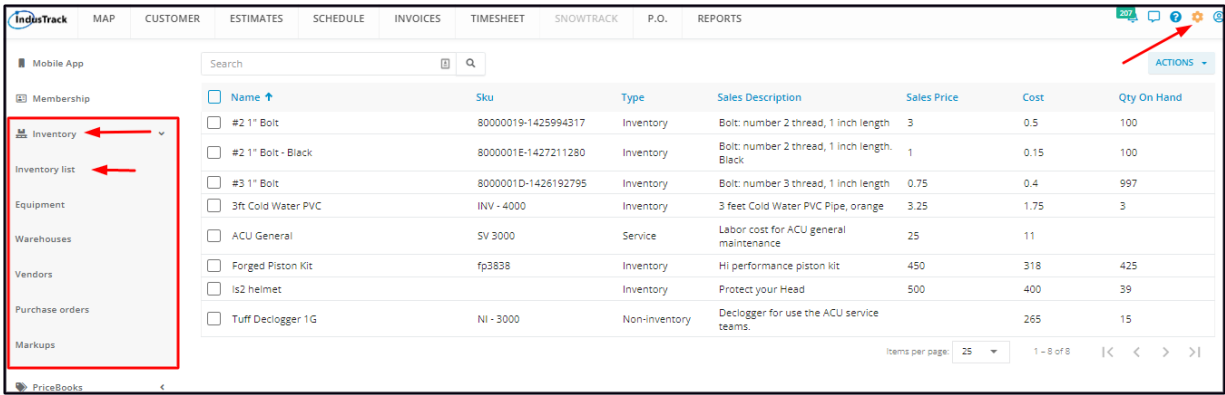 IndusTrack MAP CUSTOMER ESTIMATES SCHEDULE INVOICES TIMESHEET SNOWTRACK P.O. REPORTS 207
Mobile App
Membership
Inventory
Inventory list
Equipment
Warehouses
Vendors
Purchase orders
Markups
PriceBooks
Search ACTIONS
Name Sku Type Sales Description Sales Price Cost Qty On Hand
#2 1" Bolt 80000019-1425994317 Inventory Bolt: number 2 thread, 1 inch length 3 0.5 100
#2 1" Bolt - Black 8000001E-1427211280 Inventory Bolt: number 2 thread, 1 inch length. 1 0.15 100
Black
#3 1" Bolt 8000001D-1426192795 Inventory Bolt: number 3 thread, 1 inch length 0.75 0.4 997
3ft Cold Water PVC INV - 4000 Inventory 3 feet Cold Water PVC Pipe, orange 3.25 1.75 3
ACU General SV 3000 Service Labor cost for ACU general 25 11
maintenance
Forged Piston Kit fp3838 Inventory Hi performance piston kit 450 318 425
ls2 helmet Inventory Protect your Head 500 400 39
Tuff Declogger 1G NI - 3000 Non-inventory Declogger for use the ACU service 265 15
teams.
Items per page: 25 1 – 8 of 8